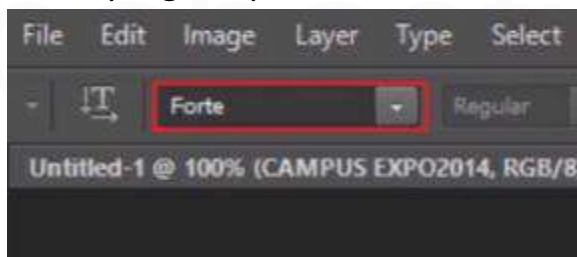 File Edit Image Layer Type Select
T Forte Regular
Untitled-1 @ 100% (CAMPUS EXPO2014, RGB/8